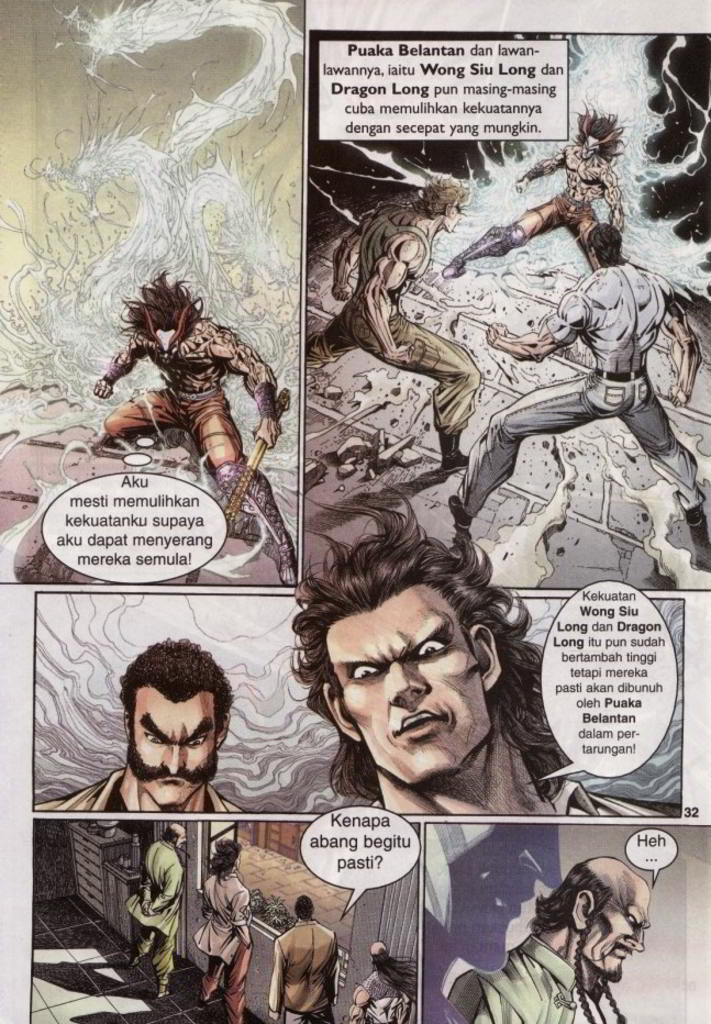 Puaka Belantan dan lawan-
lawannya, iaitu Wong Siu Long dan
Dragon Long pun masing-masing
cuba memulihkan kekuatannya
dengan secepat yang mungkin.
Aku
mesti memulihkan
kekuatanku supaya
aku dapat menyerang
mereka semula!
Kekuatan
Wong Siu
Long dan Dragon
Long itu pun sudah
bertambah tinggi
tetapi mereka
pasti akan dibunuh
oleh Puaka
Belantan
dalam per-
tarungan!
32
Kenapa
abang begitu
pasti?
Heh
...